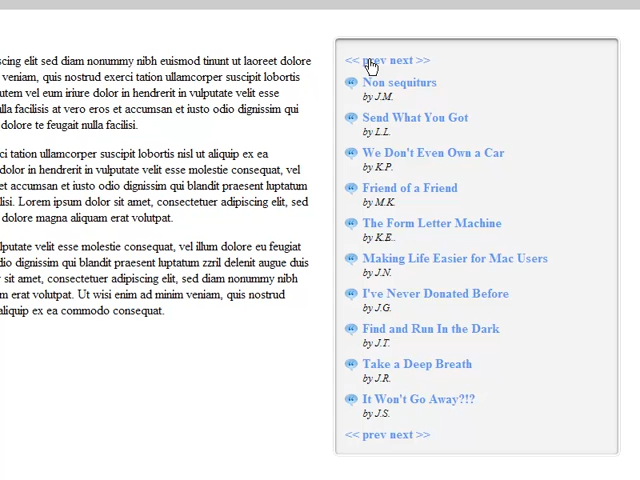 scing elit sed diam nonummy nibh euismod tinunt ut laoreet dolore
veniam, quis nostrud exerci tation ullamcorper suscipit lobortis
utem vel eum iriure dolor in hendrerit in vulputate velit esse
lla facilisis at vero eros et accumsan et iusto odio dignissim qui
dolore te feugait nulla facilisi.
ci tation ullamcorper suscipit lobortis nisl ut aliquip ex ea
dolor in hendrerit in vulputate velit esse molestie consequat, vel
et accumsan et iusto odio dignissim qui blandit praesent luptatum
lisi. Lorem ipsum dolor sit amet, consectetuer adipiscing elit, sed
dolore magna aliquam erat volutpat.
lputate velit esse molestie consequat, vel illum dolore eu feugiat
io dignissim qui blandit praesent luptatum zzril delenit augue duis
sit amet, consectetuer adipiscing elit, sed diam nonummy nibh
m erat volutpat. Ut wisi enim ad minim veniam, quis nostrud
aliquip ex ea commodo consequat.
<< prev next >>
Non sequiturs
by J.M.
Send What You Got
by L.L.
We Don't Even Own a Car
by K.P.
Friend of a Friend
by M.K.
The Form Letter Machine
by K.E..
Making Life Easier for Mac Users
by J.N.
I've Never Donated Before
by J.G.
Find and Run In the Dark
by J.T.
Take a Deep Breath
by J.R.
It Won't Go Away?!?
by J.S.
<< prev next >>